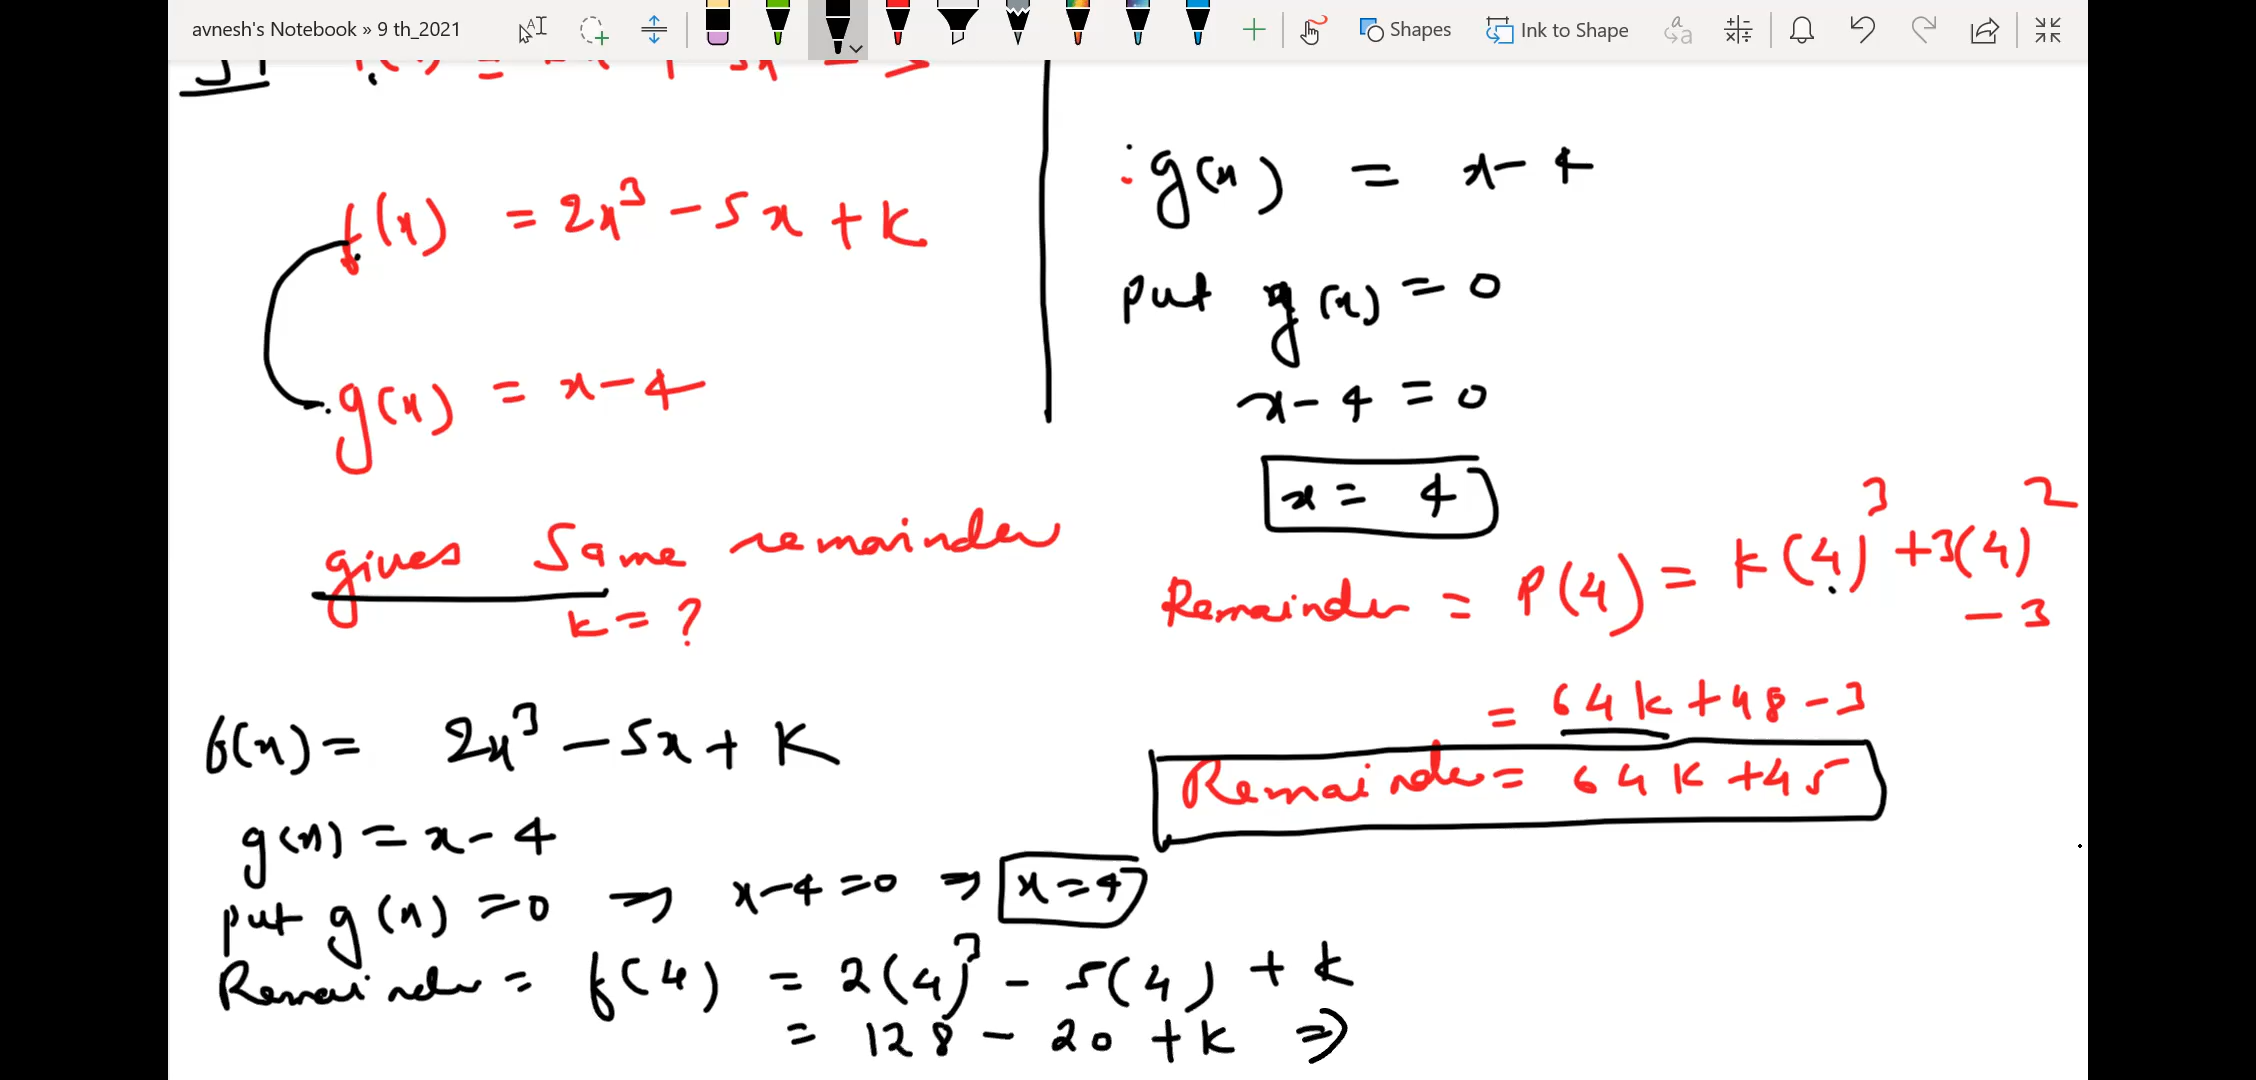 avnesh's Notebook » 9 th_2021
Shapes
Ink to Shape
f(x) = 2x³ - 5x + k
g(x) = x - 4
gives same remainder
k = ?
f(x) = 2x³ - 5x + k
g(x) = x - 4
put g(x) = 0 ⇒ x - 4 = 0 ⇒ x = 4
Remainder = f(4) = 2(4)³ - 5(4) + k
= 128 - 20 + k ⇒
g(x) = x - 4
put g(x) = 0
x - 4 = 0
x = 4
Remainder = P(4) = k(4)³ + 3(4)²
- 3
= 64k + 48 - 3
Remainder = 64k + 45